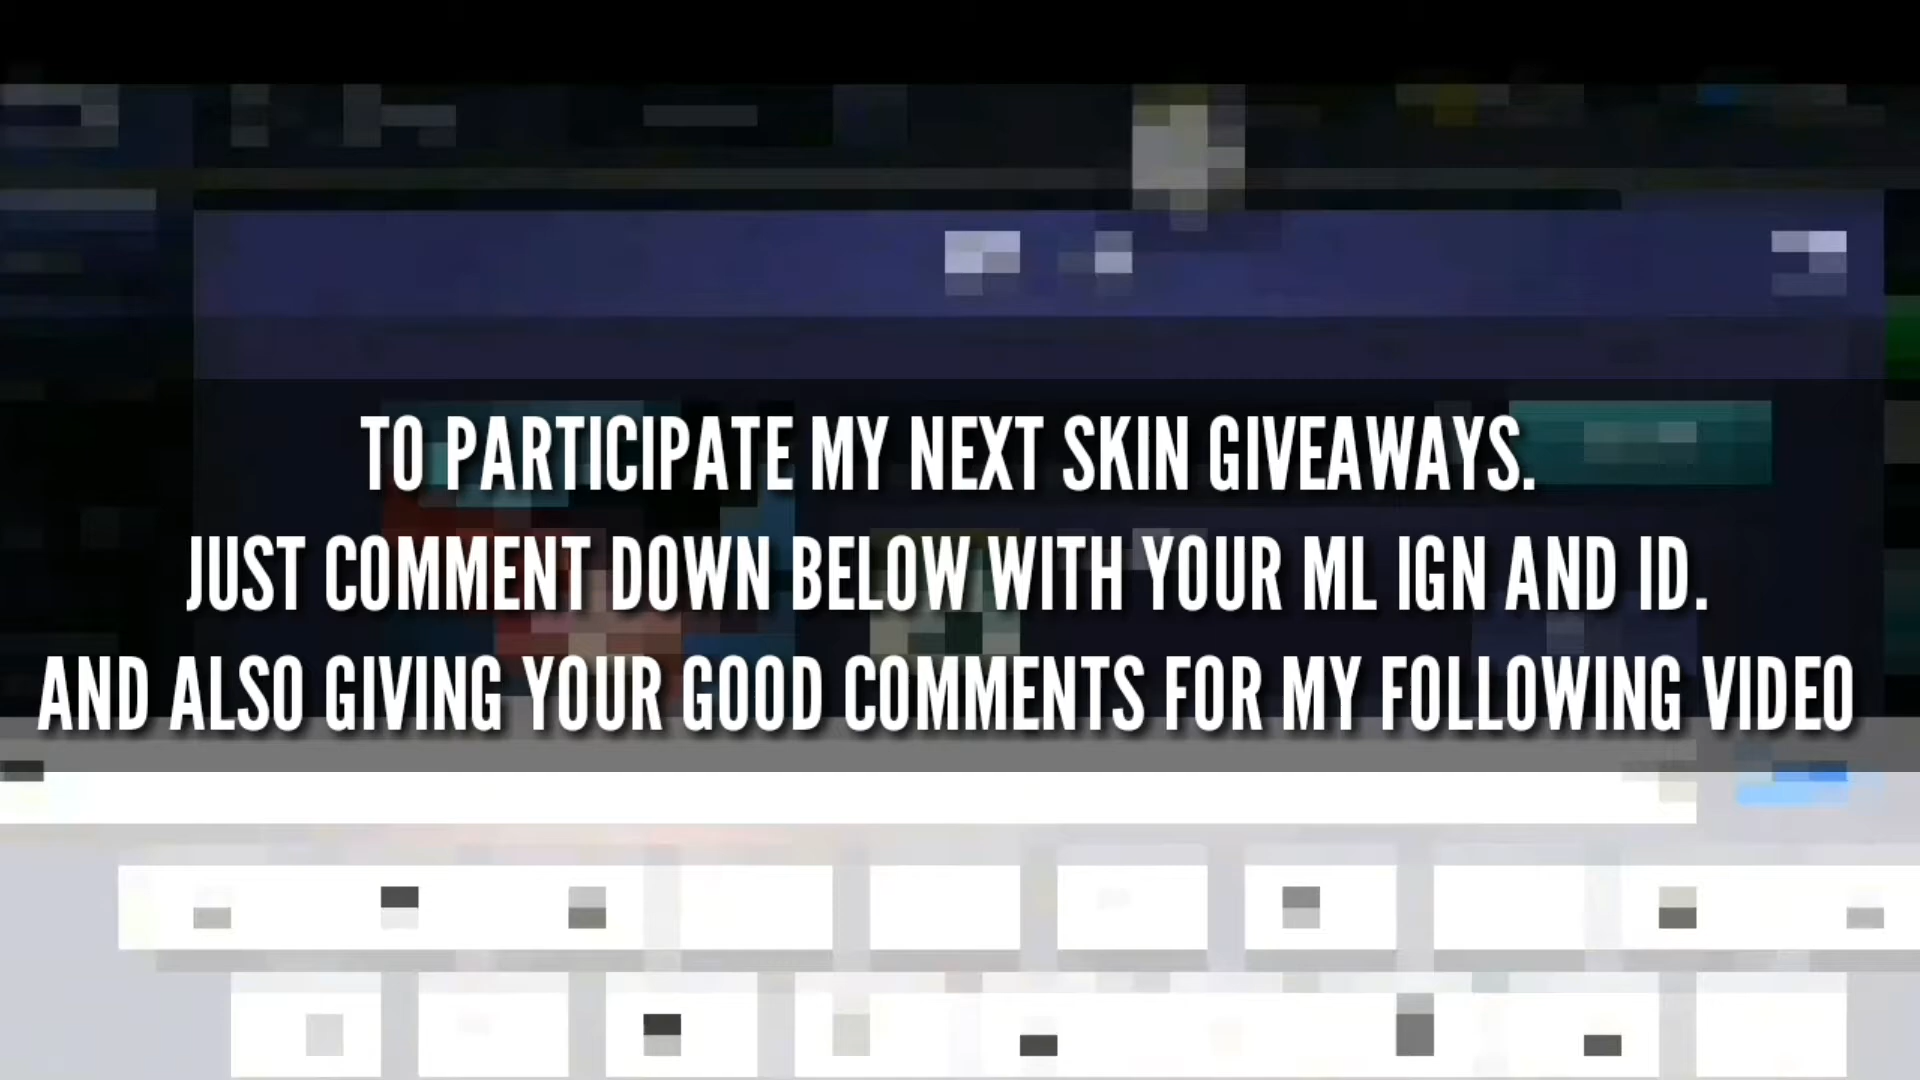 TO PARTICIPATE MY NEXT SKIN GIVEAWAYS.
JUST COMMENT DOWN BELOW WITH YOUR ML IGN AND ID.
AND ALSO GIVING YOUR GOOD COMMENTS FOR MY FOLLOWING VIDEO